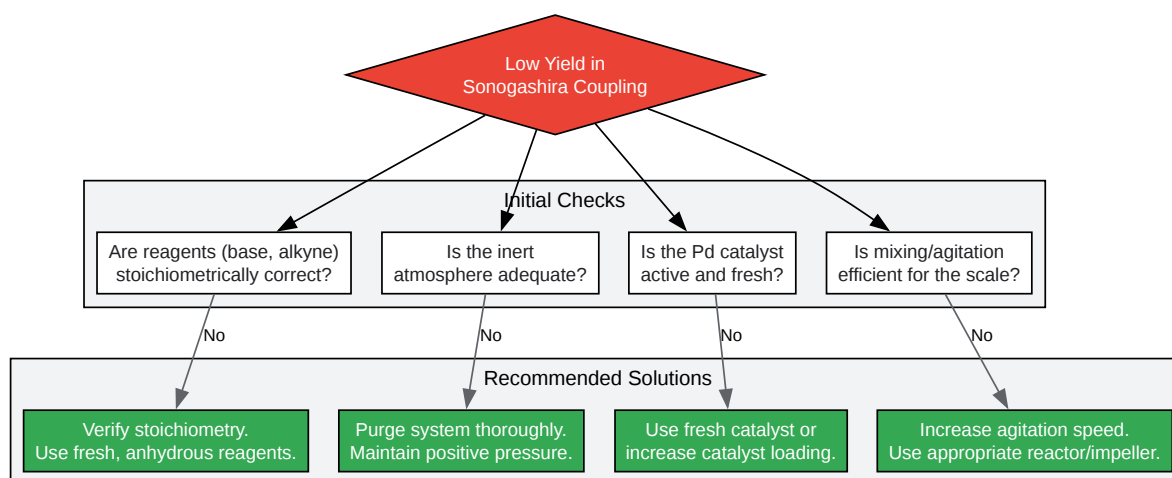 Low Yield in
Sonogashira Coupling
Initial Checks
Are reagents (base, alkyne)
stoichiometrically correct?
Is the inert
atmosphere adequate?
Is the Pd catalyst
active and fresh?
Is mixing/agitation
efficient for the scale?
No
No
No
No
Recommended Solutions
Verify stoichiometry.
Use fresh, anhydrous reagents.
Purge system thoroughly.
Maintain positive pressure.
Use fresh catalyst or
increase catalyst loading.
Increase agitation speed.
Use appropriate reactor/impeller.